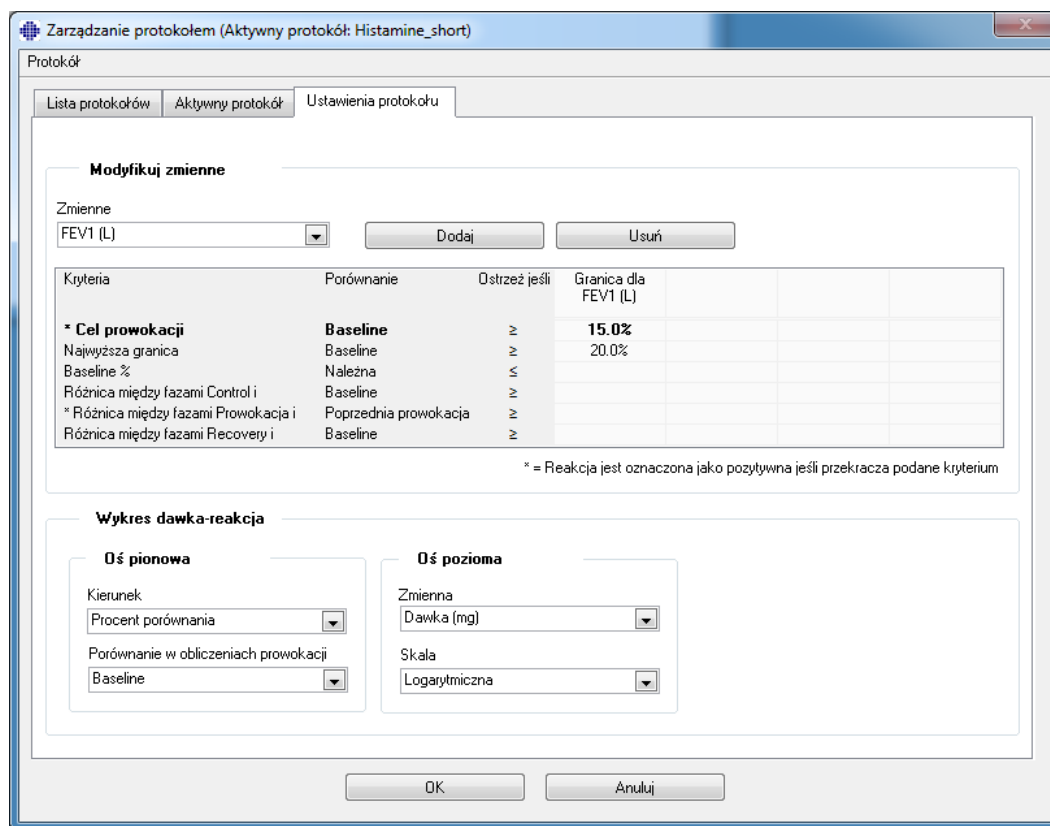 Zarządzanie protokołem (Aktywny protokół: Histamine_short)
Protokół
Lista protokołów Aktywny protokół Ustawienia protokołu
Modyfikuj zmienne
Zmienne
FEV1 (L) Dodaj Usuń
Kryteria Porównanie Ostrzeż jeśli Granica dla
FEV1 (L)
* Cel prowokacji Baseline ≥ 15.0%
Najwyższa granica Baseline ≥ 20.0%
Baseline % Należna ≤
Różnica między fazami Control i Baseline ≥
* Różnica między fazami Prowokacja i Poprzednia prowokacja ≥
Różnica między fazami Recovery i Baseline ≥
* = Reakcja jest oznaczona jako pozytywna jeśli przekracza podane kryterium
Wykres dawka-reakcja
Oś pionowa
Kierunek
Procent porównania
Porównanie w obliczeniach prowokacji
Baseline
Oś pozioma
Zmienna
Dawka (mg)
Skala
Logarytmiczna
OK Anuluj